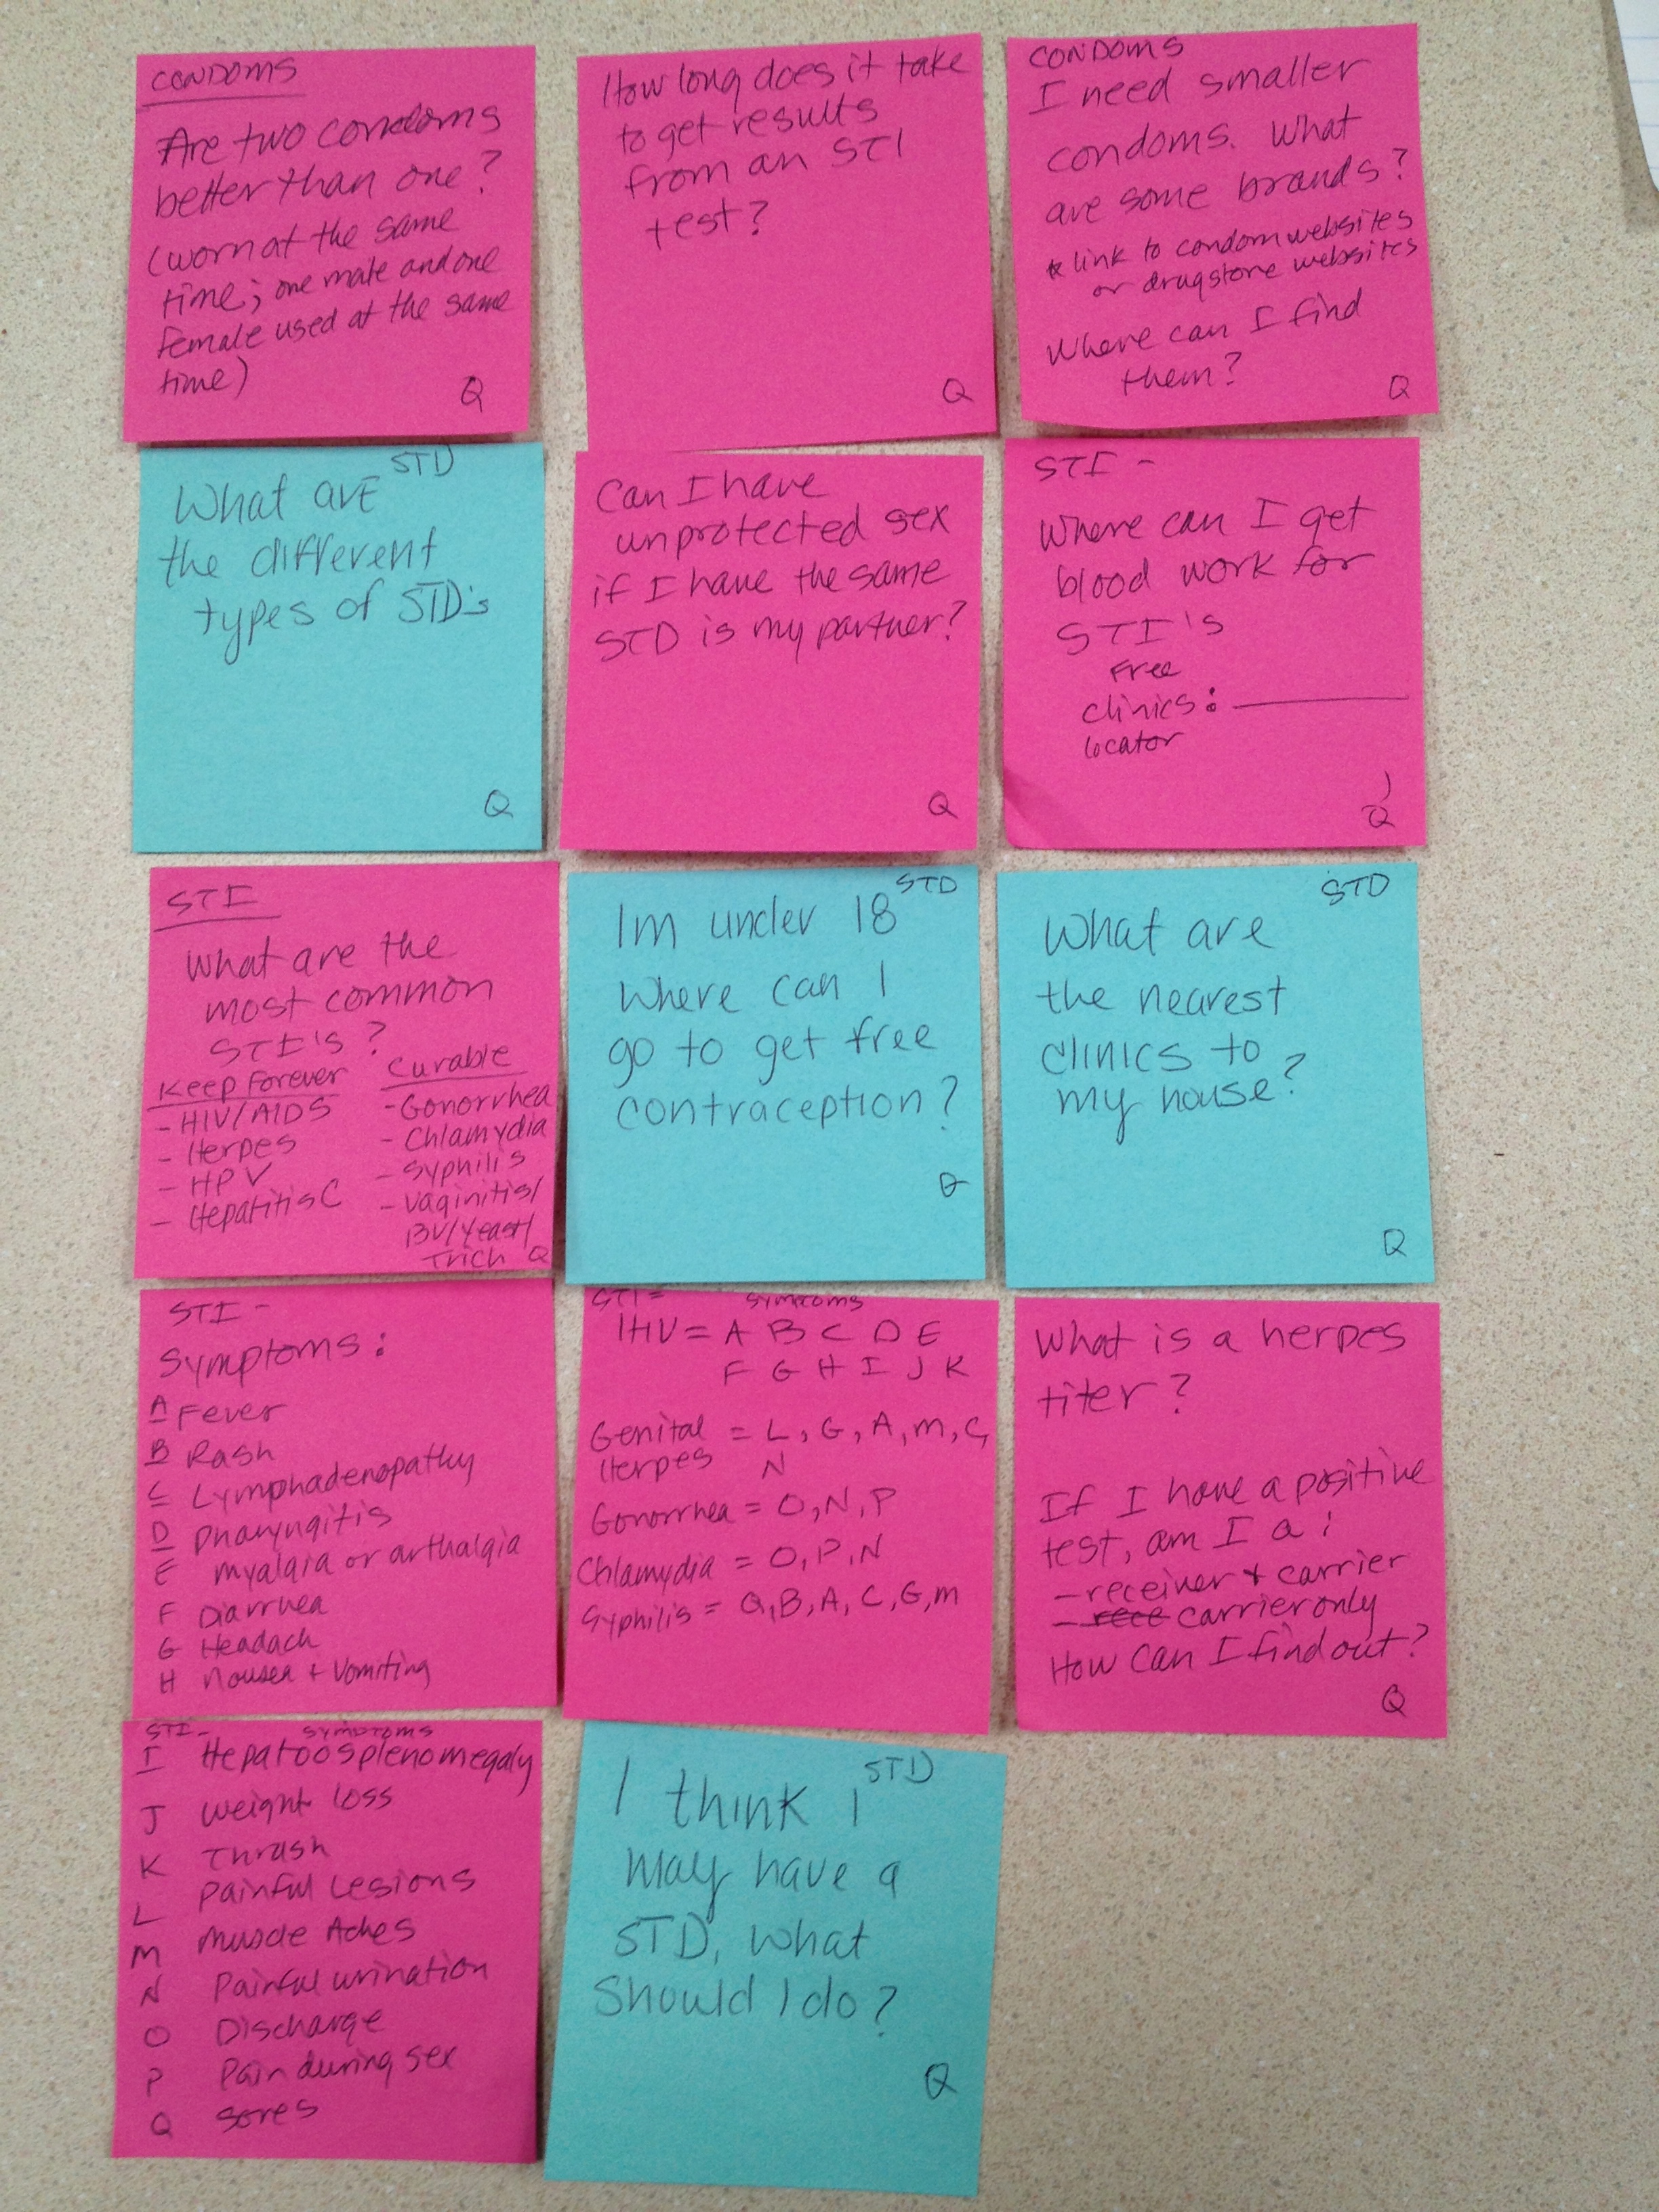 CONDOMS
Are two condoms
better than one?
(worn at the same
time; one male and one
female used at the same
time)
Q
How long does it take
to get results
from an STI
test?
Q
CONDOMS
I need smaller
condoms. What
are some brands?
* link to condom websites
or drugstore websites
Where can I find
them?
Q
STD
What are
the different
types of STD's
Q
Can I have
unprotected sex
if I have the same
STD is my partner?
Q
STI -
Where can I get
blood work for
STI's
Free
clinics:
locator
Q
STI
What are the
most common
STI's?
Keep Forever
- HIV/AIDS
- Herpes
- HPV
- Hepatitis C
Curable
- Gonorrhea
- Chlamydia
- Syphilis
- Vaginitis/
BV/Yeast/
Trich Q
STD
Im under 18
Where can I
go to get free
contraception?
Q
STD
What are
the nearest
clinics to
my house?
Q
STI -
Symptoms:
A Fever
B Rash
C Lymphadenopathy
D Pharyngitis
E myalgia or arthalgia
F Diarrhea
G Headach
H Nausea + Vomiting
STI = symptoms
IHV = A B C D E
F G H I J K
Genital = L, G, A, M, C,
Herpes N
Gonorrhea = O, N, P
Chlamydia = O, P, N
Syphilis = Q, B, A, C, G, M
What is a herpes
titer?
If I have a positive
test, am I a:
- receiver + carrier
- rece carrier only
How can I find out?
Q
STI - symptoms
I Hepatoosplenomegaly
J weight loss
K Thrush
L Painful Lesions
M Muscle Aches
N Painful urination
O Discharge
P Pain during sex
Q sores
STD
I think I
may have a
STD, what
should I do?
Q